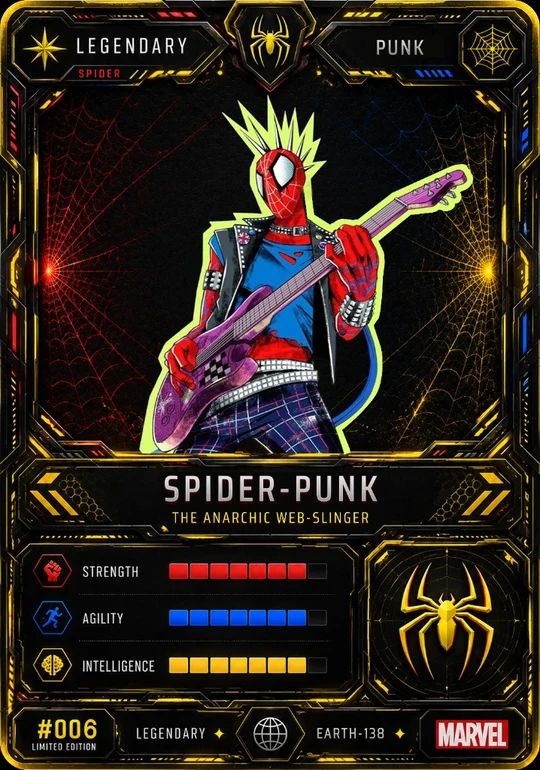 LEGENDARY
SPIDER
PUNK
SPIDER-PUNK
THE ANARCHIC WEB-SLINGER
STRENGTH
AGILITY
INTELLIGENCE
#006
LIMITED EDITION
LEGENDARY
EARTH-138
MARVEL